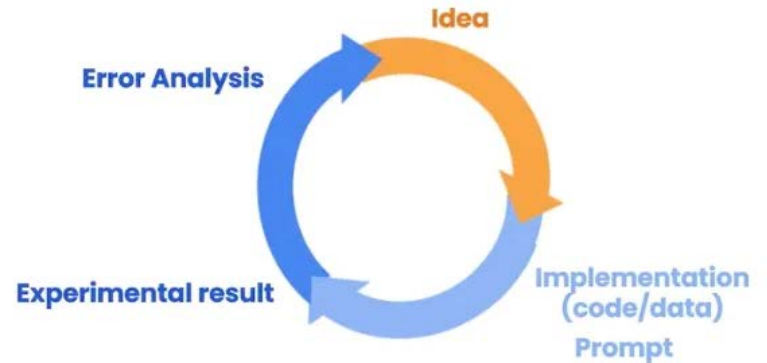 Idea
Error Analysis
Implementation
(code/data)
Prompt
Experimental result